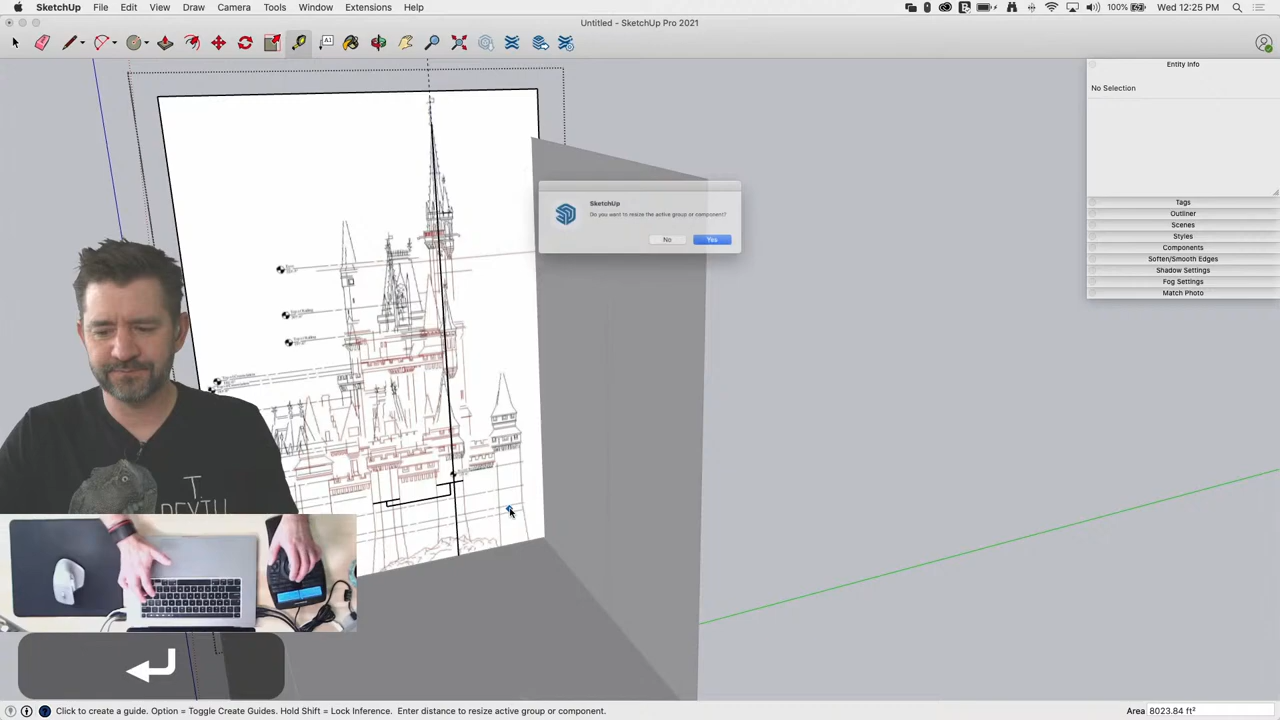 SketchUp File Edit View Draw Camera Tools Window Extensions Help
100% Wed 12:25 PM
Untitled - SketchUp Pro 2021
A1
Entity Info
No Selection
Tags
Outliner
Scenes
Styles
Components
Soften/Smooth Edges
Shadow Settings
Fog Settings
Match Photo
SketchUp
Do you want to resize the active group or component?
No Yes
T.
Click to create a guide. Option = Toggle Create Guides. Hold Shift = Lock Inference. Enter distance to resize active group or component.
Area 8023.84 ft²